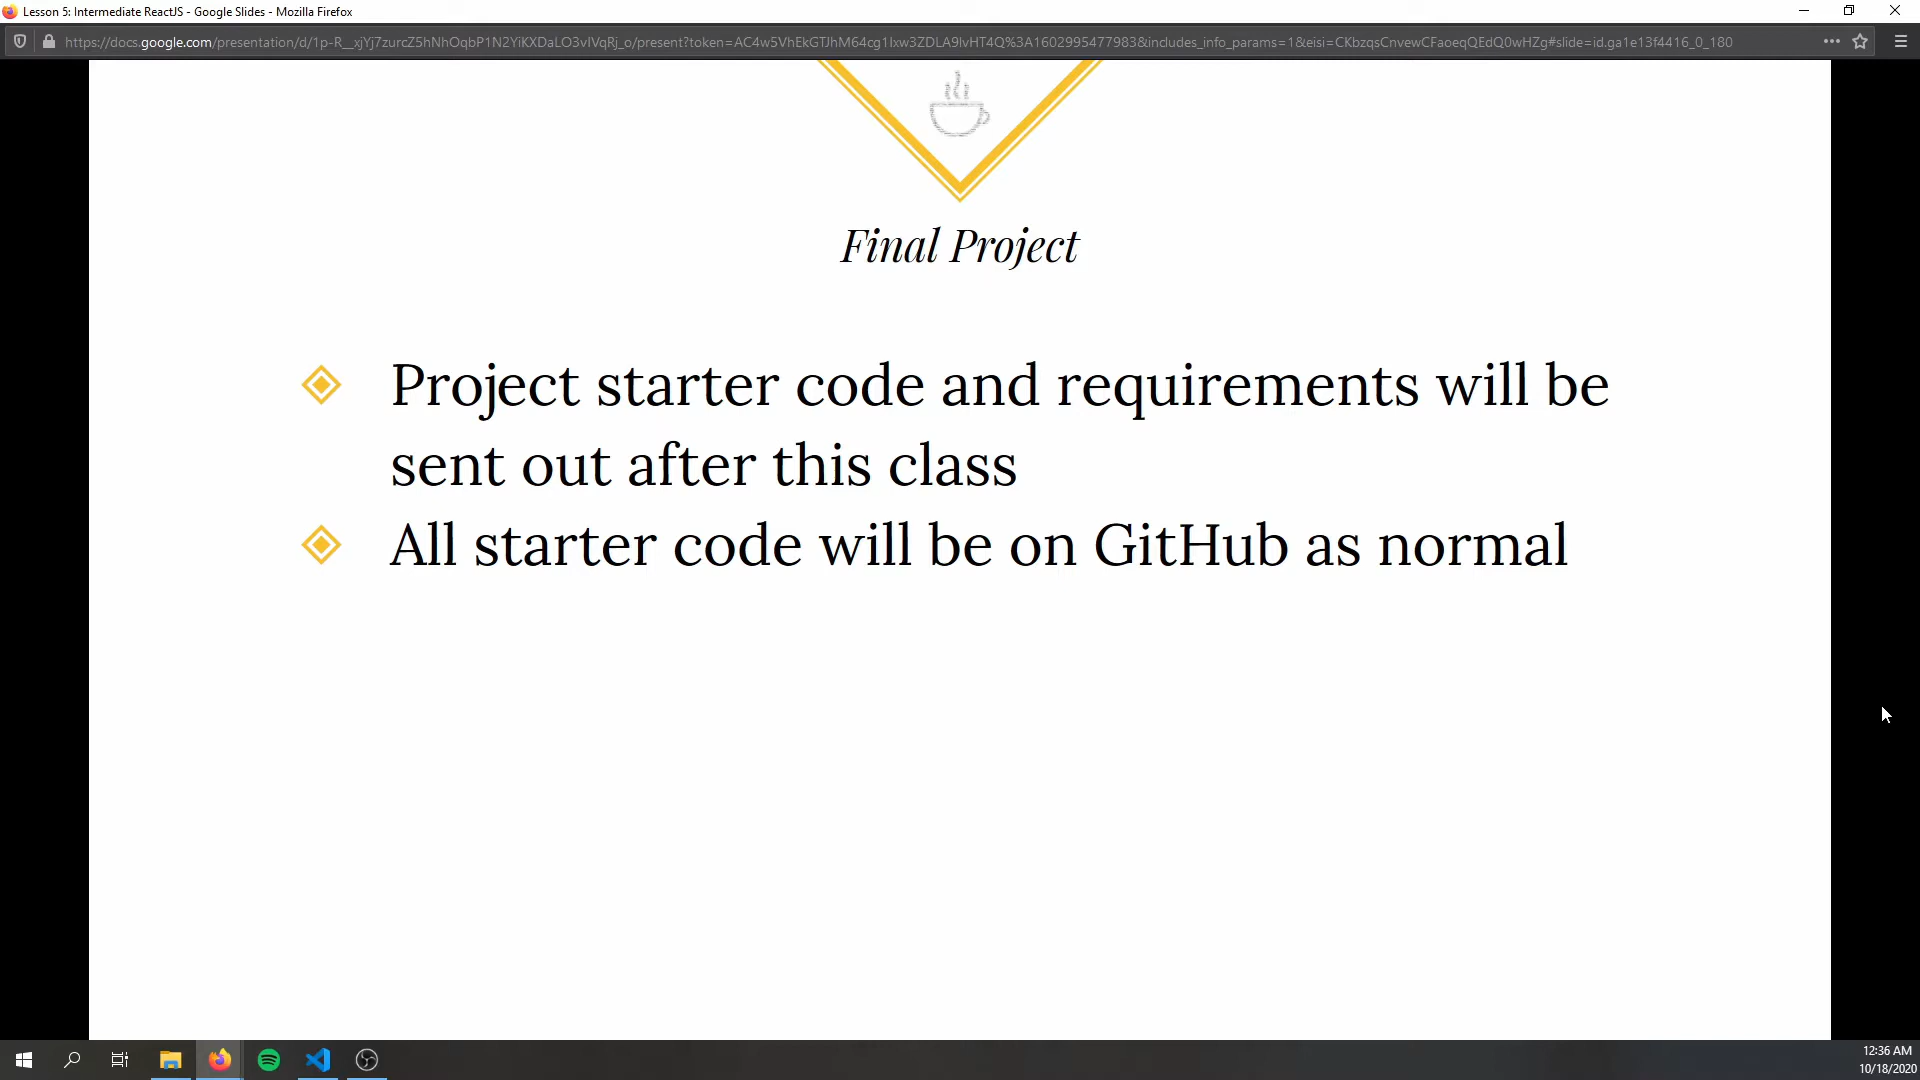 Lesson 5: Intermediate ReactJS - Google Slides - Mozilla Firefox
Final Project
Project starter code and requirements will be
sent out after this class
All starter code will be on GitHub as normal
12:36 AM
10/18/2020